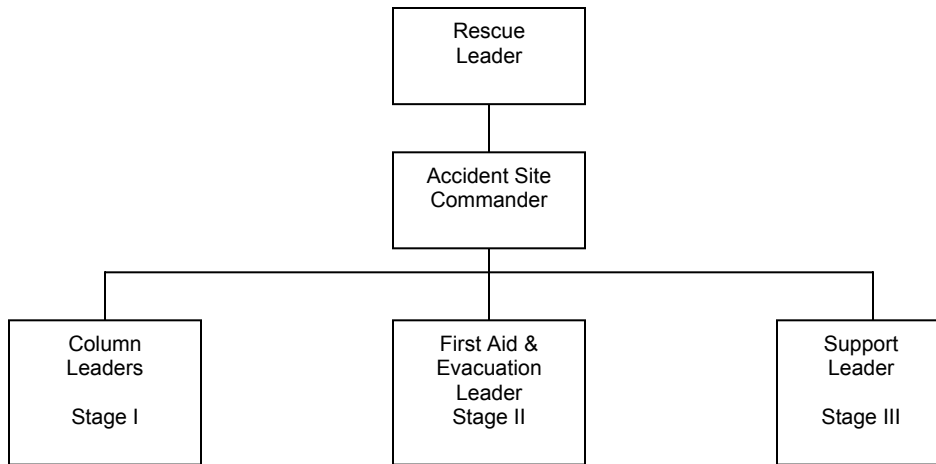 Rescue
Leader
Accident Site
Commander
Column
Leaders
Stage I
First Aid &
Evacuation
Leader
Stage II
Support
Leader
Stage III